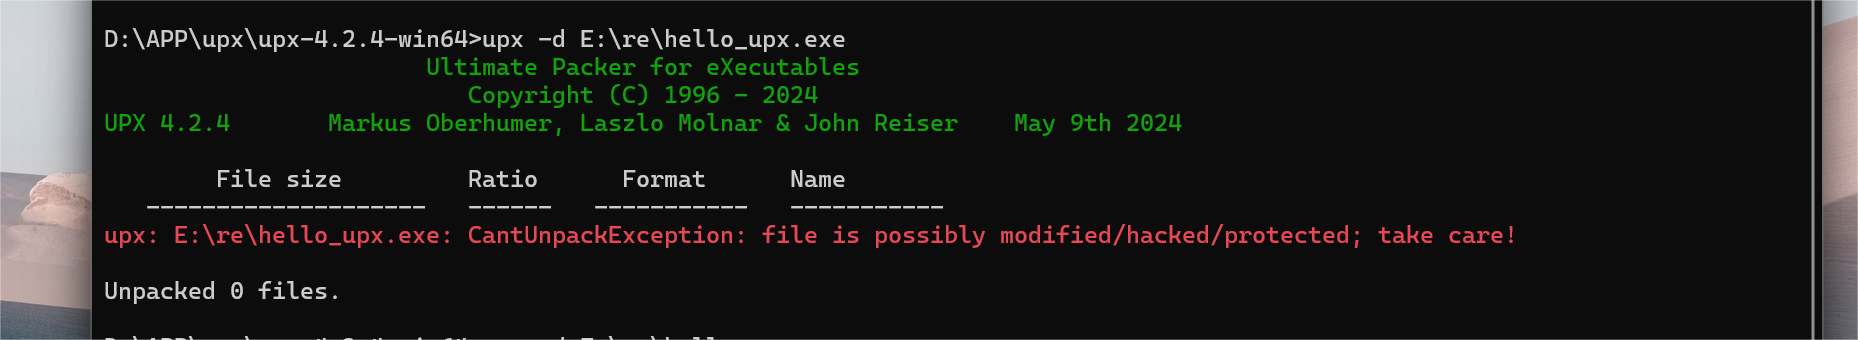 D:\APP\upx\upx-4.2.4-win64>upx -d E:\re\hello_upx.exe
Ultimate Packer for eXecutables
Copyright (C) 1996 - 2024
UPX 4.2.4       Markus Oberhumer, Laszlo Molnar & John Reiser    May 9th 2024
File size         Ratio      Format      Name
--------------------   ------   -----------   -----------
upx: E:\re\hello_upx.exe: CantUnpackException: file is possibly modified/hacked/protected; take care!
Unpacked 0 files.